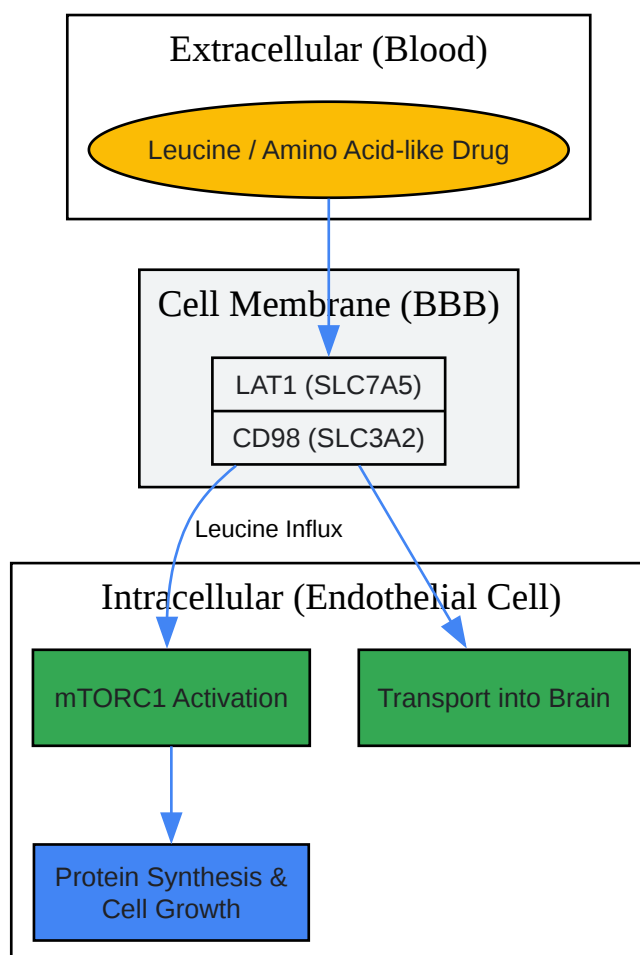 Extracellular (Blood)
Leucine / Amino Acid-like Drug
Cell Membrane (BBB)
LAT1 (SLC7A5)
CD98 (SLC3A2)
Leucine Influx
Intracellular (Endothelial Cell)
mTORC1 Activation
Transport into Brain
Protein Synthesis &
Cell Growth